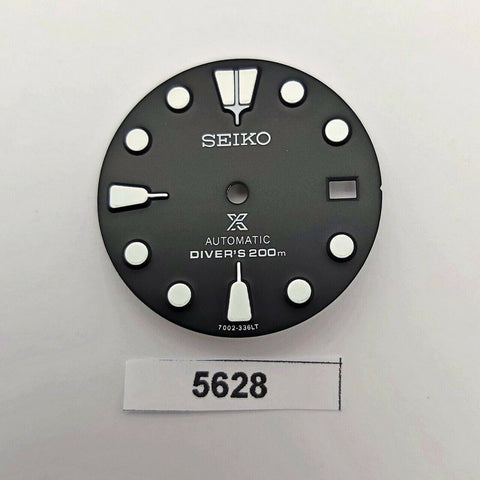 SEIKO
AUTOMATIC
DIVER'S 200m
7002-336LT
5628